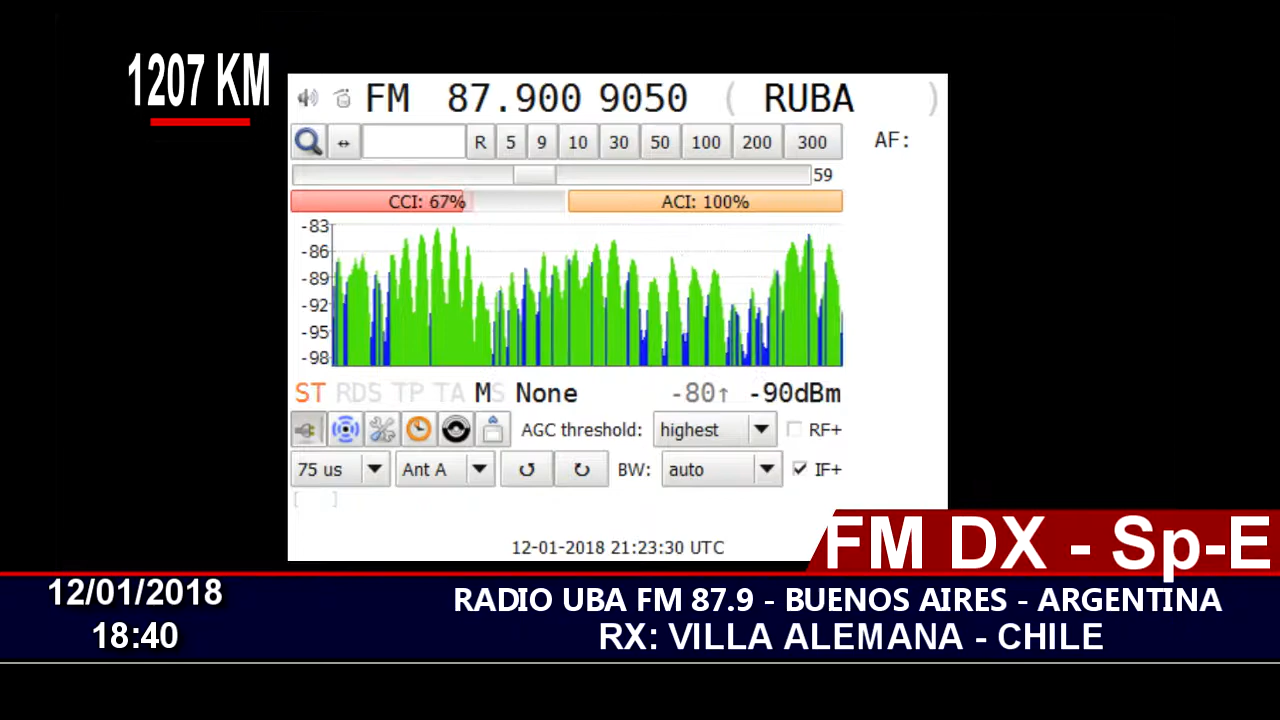 1207 KM
FM 87.900 9050 ( RUBA )
R 5 9 10 30 50 100 200 300 AF:
59
CCI: 67% ACI: 100%
-83
-86
-89
-92
-95
-98
ST RDS TP TA MS None -80↑ -90dBm
AGC threshold: highest RF+
75 us Ant A ↺ ↻ BW: auto IF+
[ ]
12-01-2018 21:23:30 UTC
FM DX - Sp-E
12/01/2018
18:40
RADIO UBA FM 87.9 - BUENOS AIRES - ARGENTINA
RX: VILLA ALEMANA - CHILE